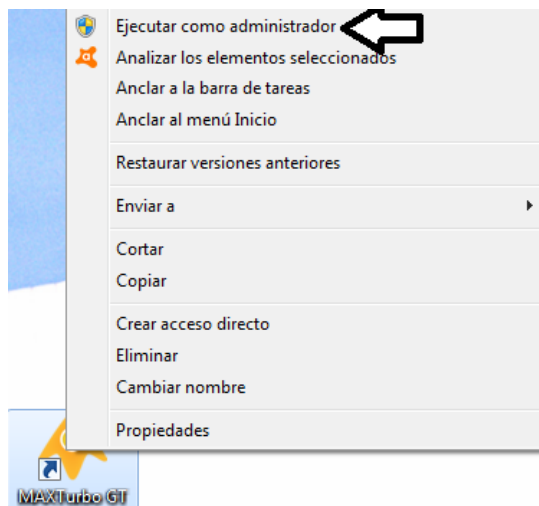 Ejecutar como administrador
Analizar los elementos seleccionados
Anclar a la barra de tareas
Anclar al menú Inicio
Restaurar versiones anteriores
Enviar a
Cortar
Copiar
Crear acceso directo
Eliminar
Cambiar nombre
Propiedades
MAXTurbo GT